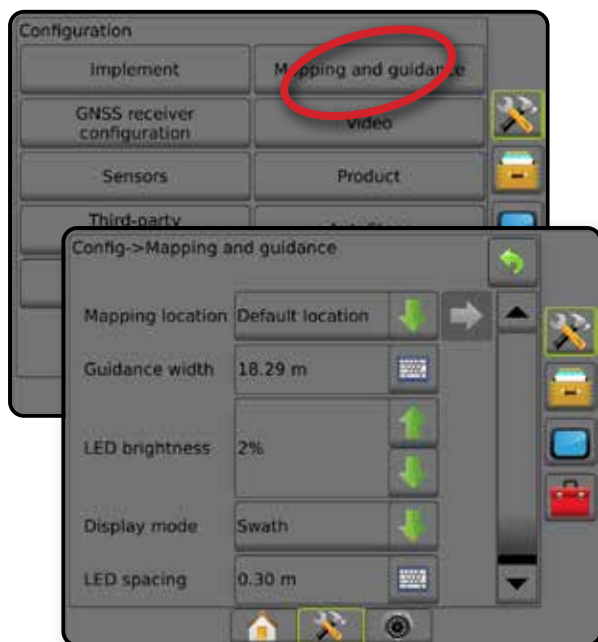 Configuration
Implement
Mapping and guidance
GNSS receiver
configuration
Video
Sensors
Product
Third-party
Config->Mapping and guidance
Mapping location
Default location
Guidance width
18.29 m
LED brightness
2%
Display mode
Swath
LED spacing
0.30 m